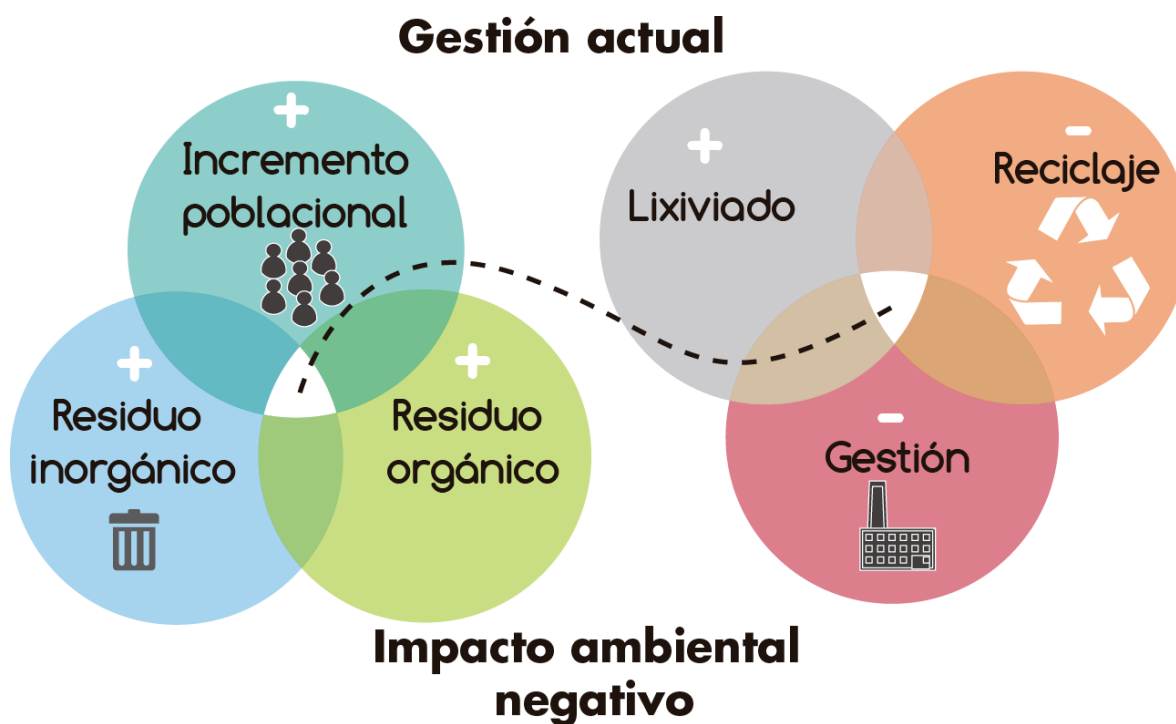 Gestión actual
+
Incremento
poblacional
+
Residuo
inorgánico
+
Residuo
orgánico
+
Lixiviado
-
Reciclaje
-
Gestión
Impacto ambiental
negativo